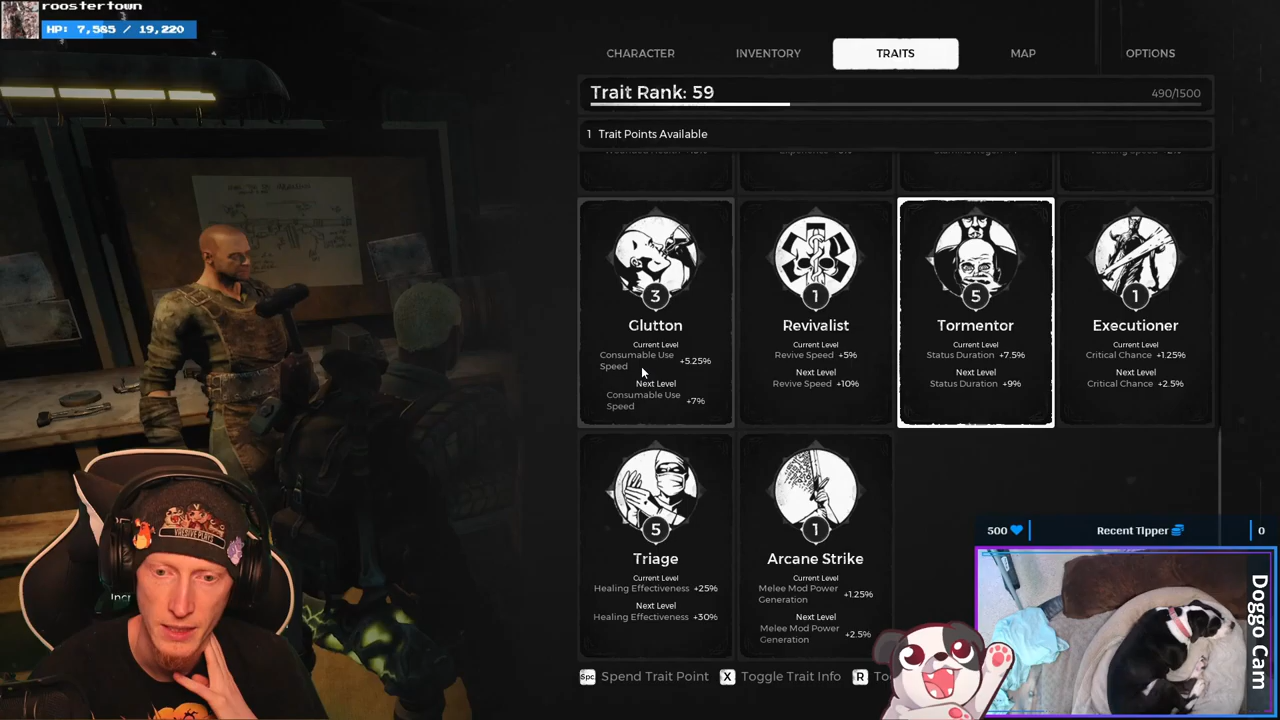 roostertown
HP: 7,585 / 19,220
CHARACTER
INVENTORY
TRAITS
MAP
OPTIONS
Trait Rank: 59
490/1500
1 Trait Points Available
3
Glutton
Current Level
Consumable Use
Speed
+5.25%
Next Level
Consumable Use
Speed
+7%
1
Revivalist
Current Level
Revive Speed +5%
Next Level
Revive Speed +10%
5
Tormentor
Current Level
Status Duration +7.5%
Next Level
Status Duration +9%
1
Executioner
Current Level
Critical Chance +1.25%
Next Level
Critical Chance +2.5%
5
Triage
Current Level
Healing Effectiveness +25%
Next Level
Healing Effectiveness +30%
1
Arcane Strike
Current Level
Melee Mod Power
Generation
+1.25%
Next Level
Melee Mod Power
Generation
+2.5%
Spc Spend Trait Point
X Toggle Trait Info
R To
500
Recent Tipper
0
Dogo Cam
Incr